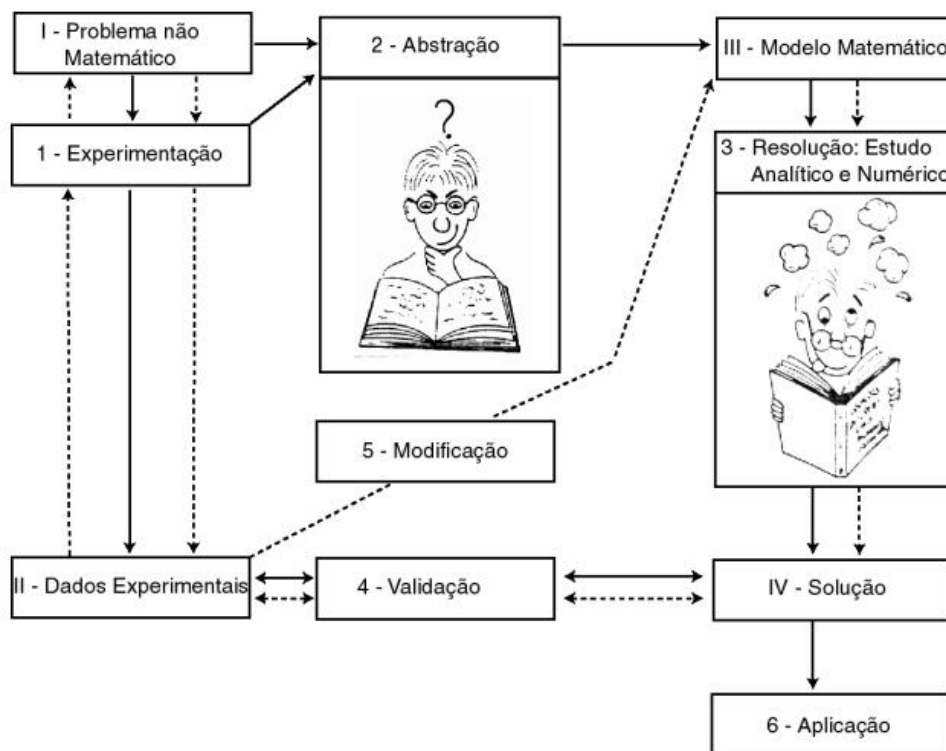 I - Problema não
Matemático
2 - Abstração
III - Modelo Matemático
1 - Experimentação
?
3 - Resolução: Estudo
Analítico e Numérico
5 - Modificação
II - Dados Experimentais
4 - Validação
IV - Solução
6 - Aplicação